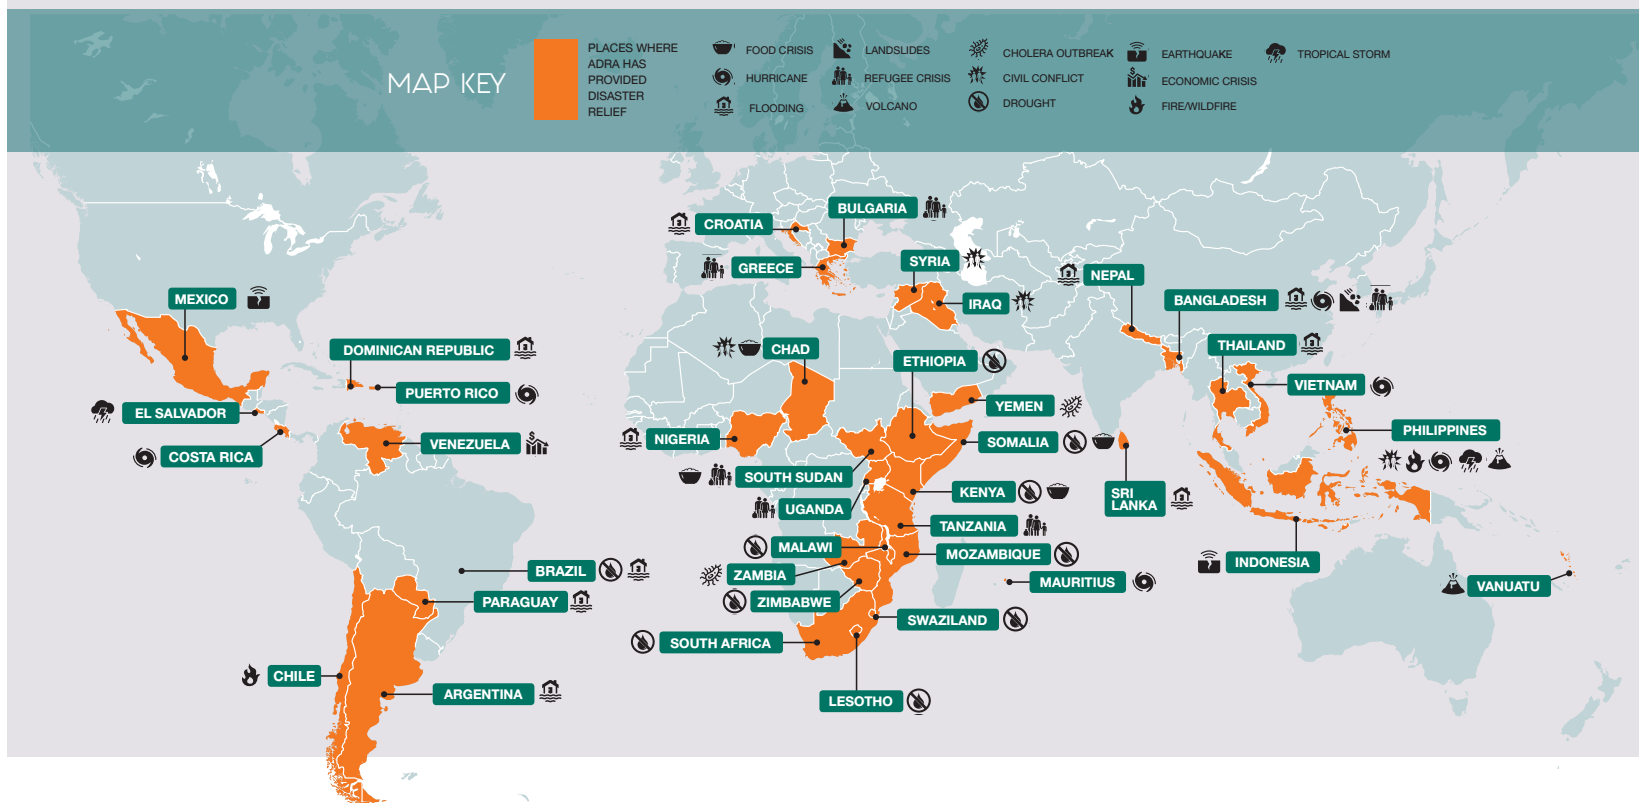 MAP KEY
PLACES WHERE
ADRA HAS
PROVIDED
DISASTER
RELIEF
FOOD CRISIS
HURRICANE
FLOODING
LANDSLIDES
REFUGEE CRISIS
VOLCANO
CHOLERA OUTBREAK
CIVIL CONFLICT
DROUGHT
EARTHQUAKE
ECONOMIC CRISIS
FIRE/WILDFIRE
TROPICAL STORM
BULGARIA
CROATIA
GREECE
SYRIA
NEPAL
MEXICO
IRAQ
BANGLADESH
DOMINICAN REPUBLIC
CHAD
ETHIOPIA
THAILAND
PUERTO RICO
VIETNAM
EL SALVADOR
YEMEN
COSTA RICA
VENEZUELA
NIGERIA
SOMALIA
PHILIPPINES
SOUTH SUDAN
KENYA
SRI
LANKA
UGANDA
TANZANIA
MALAWI
MOZAMBIQUE
INDONESIA
BRAZIL
ZAMBIA
MAURITIUS
VANUATU
PARAGUAY
ZIMBABWE
SWAZILAND
SOUTH AFRICA
CHILE
ARGENTINA
LESOTHO